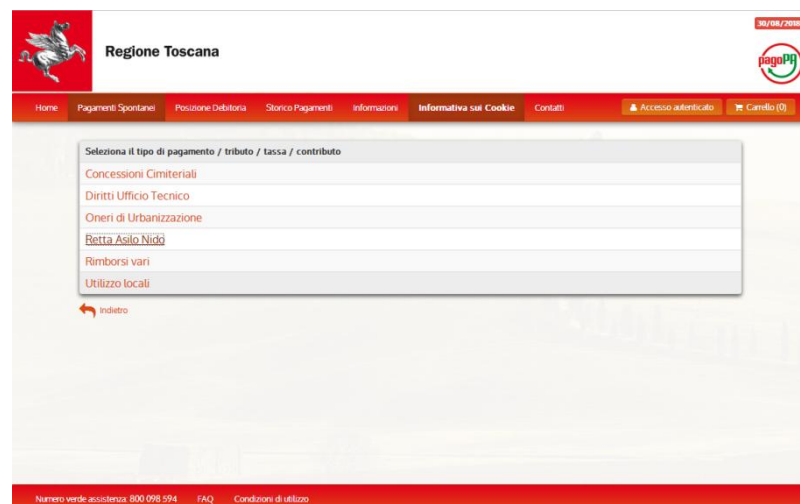 30/08/2018
Regione Toscana
pagoPA
Home Pagamenti Spontanei Posizione Debitoria Storico Pagamenti Informazioni Informativa sui Cookie Contatti Accesso autenticato Carrello (0)
Seleziona il tipo di pagamento / tributo / tassa / contributo
Concessioni Cimiteriali
Diritti Ufficio Tecnico
Oneri di Urbanizzazione
Retta Asilo Nido
Rimborsi vari
Utilizzo locali
Indietro
Numero verde assistenza: 800 098 594 FAQ Condizioni di utilizzo